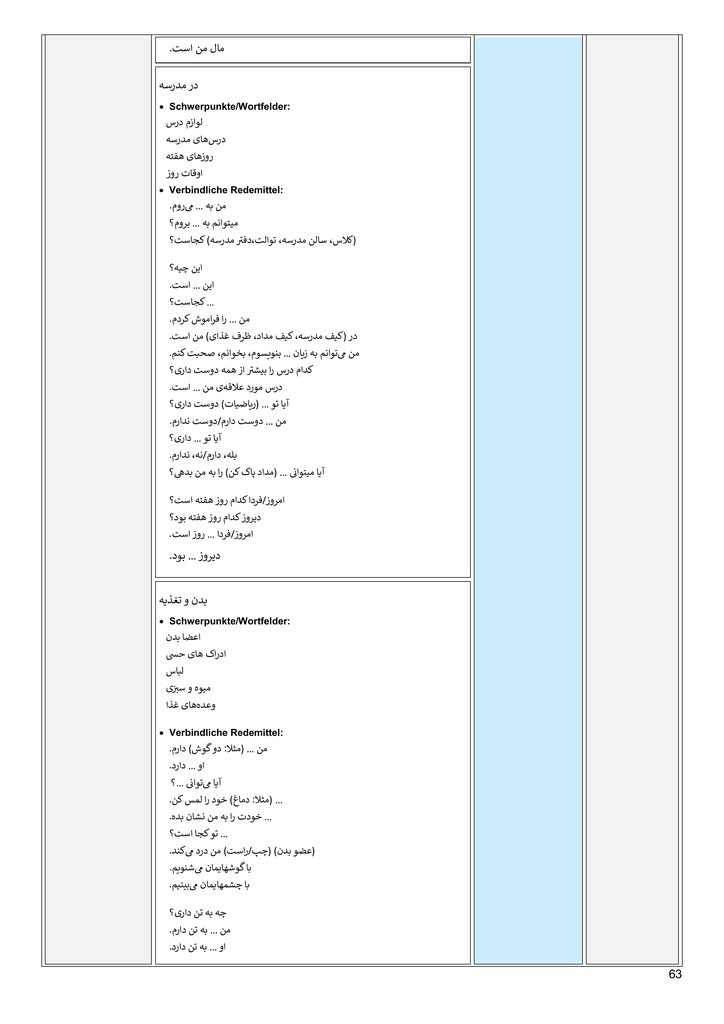 مال من است.
در مدرسه
• Schwerpunkte/Wortfelder:
لوازم درس
درس‌های مدرسه
روزهای هفته
اوقات روز
• Verbindliche Redemittel:
من به ... می‌روم.
میتوانم به ... بروم؟
(کلاس، سالن مدرسه، توالت،دفتر مدرسه) کجاست؟
این چیه؟
این ... است.
... کجاست؟
من ... را فراموش کردم.
در (کیف مدرسه، کیف مداد، ظرف غذای) من است.
من می‌توانم به زبان ... بنویسوم، بخوانم، صحبت کنم.
کدام درس را بیشتر از همه دوست داری؟
درس مورد علاقه‌ی من ... است.
آیا تو ... (ریاضیات) دوست داری؟
من ... دوست دارم/دوست ندارم.
آیا تو ... داری؟
بله، دارم/نه، ندارم.
آیا میتوانی ... (مداد پاک کن) را به من بدهی؟
امروز/فردا کدام روز هفته است؟
دیروز کدام روز هفته بود؟
امروز/فردا ... روز است.
دیروز ... بود.
بدن و تغذیه
• Schwerpunkte/Wortfelder:
اعضا بدن
ادراک های حسی
لباس
میوه و سبزی
وعده‌های غذا
• Verbindliche Redemittel:
من ... (مثلا: دو گوش) دارم.
او ... دارد.
آیا می‌توانی ...؟
... (مثلا: دماغ) خود را لمس کن.
... خودت را به من نشان بده.
... تو کجا است؟
(عضو بدن) (چپ/راست) من درد می‌کند.
با گوشهایمان می‌شنویم.
با چشمهایمان می‌بینیم.
چه به تن داری؟
من ... به تن دارم.
او ... به تن دارد.
63